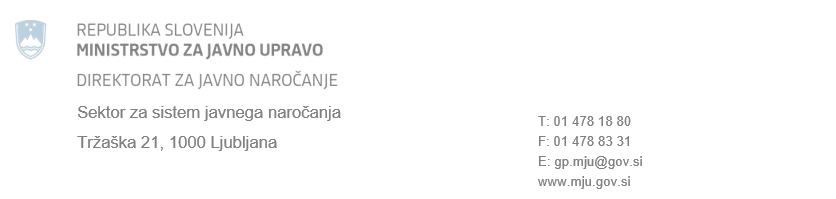 REPUBLIKA SLOVENIJA
MINISTRSTVO ZA JAVNO UPRAVO
DIREKTORAT ZA JAVNO NAROČANJE
Sektor za sistem javnega naročanja
Tržaška 21, 1000 Ljubljana
T: 01 478 18 80
F: 01 478 83 31
E: gp.mju@gov.si
www.mju.gov.si